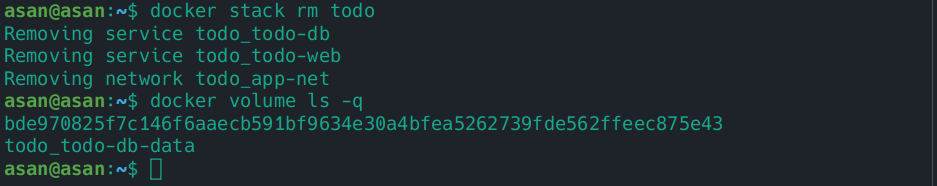 asan@asan:~$ docker stack rm todo
Removing service todo_todo-db
Removing service todo_todo-web
Removing network todo_app-net
asan@asan:~$ docker volume ls -q
bde970825f7c146f6aaecb591bf9634e30a4bfea5262739fde562ffeec875e43
todo_todo-db-data
asan@asan:~$